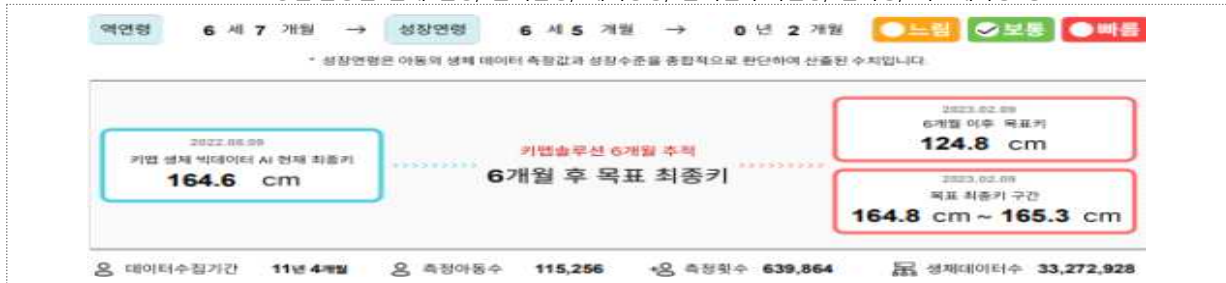 역연령 6 세 7 개월 → 성장연령 6 세 5 개월 → 0 년 2 개월 느림 보통 빠름
* 성장연령은 아동의 생체 데이터 측정값과 성장수준을 종합적으로 판단하여 산출된 수치입니다.
2022.08.09
키맵 생체 빅데이터 AI 현재 최종키
164.6 cm
키맵솔루션 6개월 추적
6개월 후 목표 최종키
2023.02.09
6개월 이후 목표키
124.8 cm
2023.02.09
목표 최종키 구간
164.8 cm ~ 165.3 cm
데이터수집기간 11년 4개월 측정아동수 115,256 측정횟수 639,864 생체데이터수 33,272,928